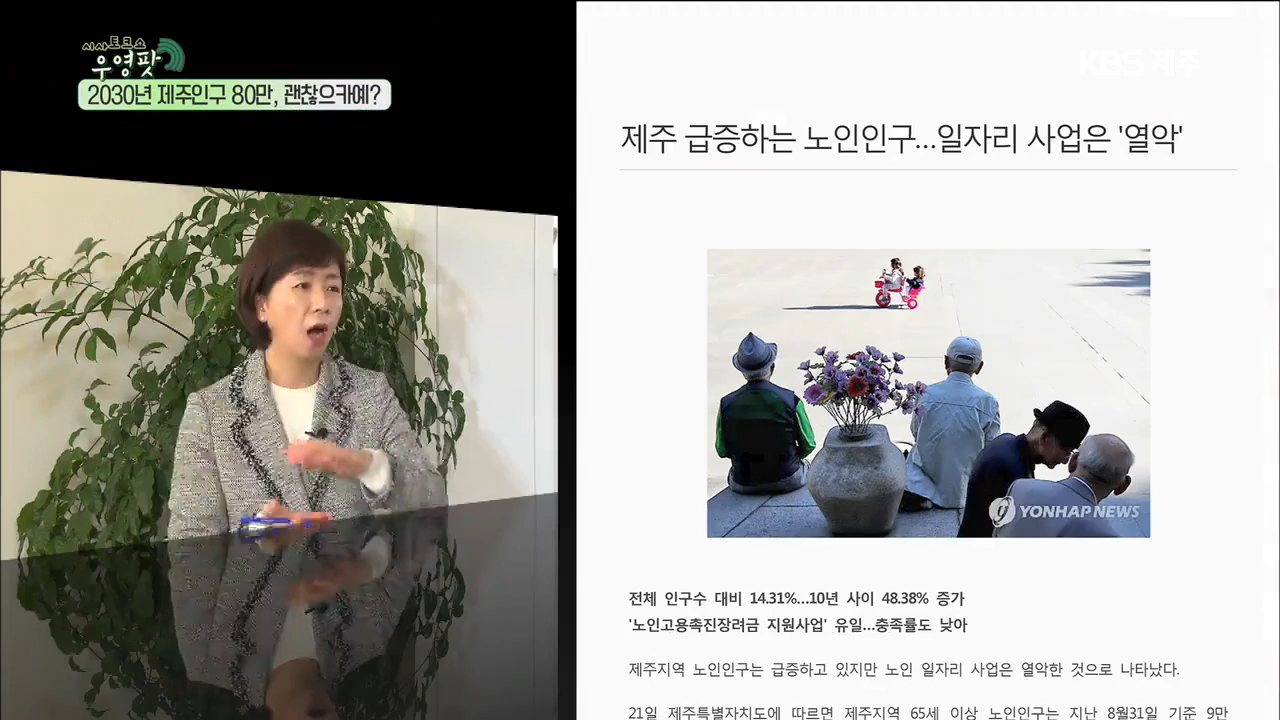 시사토크쇼
우영팟
2030년 제주인구 80만, 괜찮으카예?
KBS 제주
제주 급증하는 노인인구...일자리 사업은 '열악'
YONHAP NEWS
전체 인구수 대비 14.31%...10년 사이 48.38% 증가
'노인고용촉진장려금 지원사업' 유일...충족률도 낮아
제주지역 노인인구는 급증하고 있지만 노인 일자리 사업은 열악한 것으로 나타났다.
21일 제주특별자치도에 따르면 제주지역 65세 이상 노인인구는 지난 8월31일 기준 9만